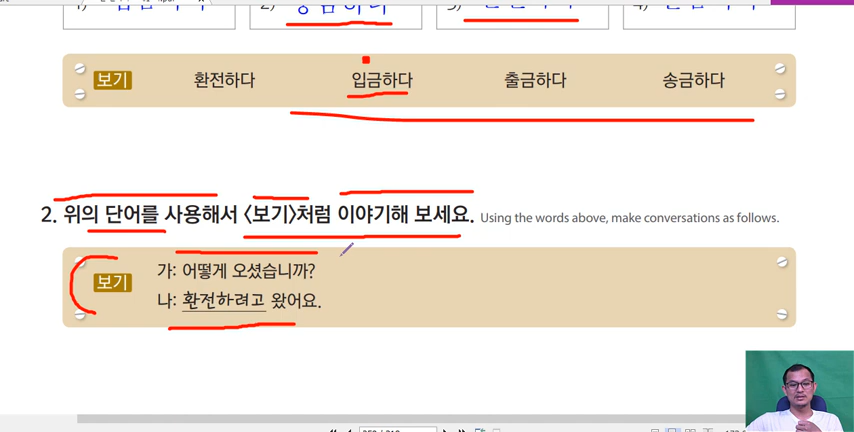 보기 환전하다 입금하다 출금하다 송금하다
2. 위의 단어를 사용해서 〈보기〉처럼 이야기해 보세요. Using the words above, make conversations as follows.
보기
가: 어떻게 오셨습니까?
나: 환전하려고 왔어요.